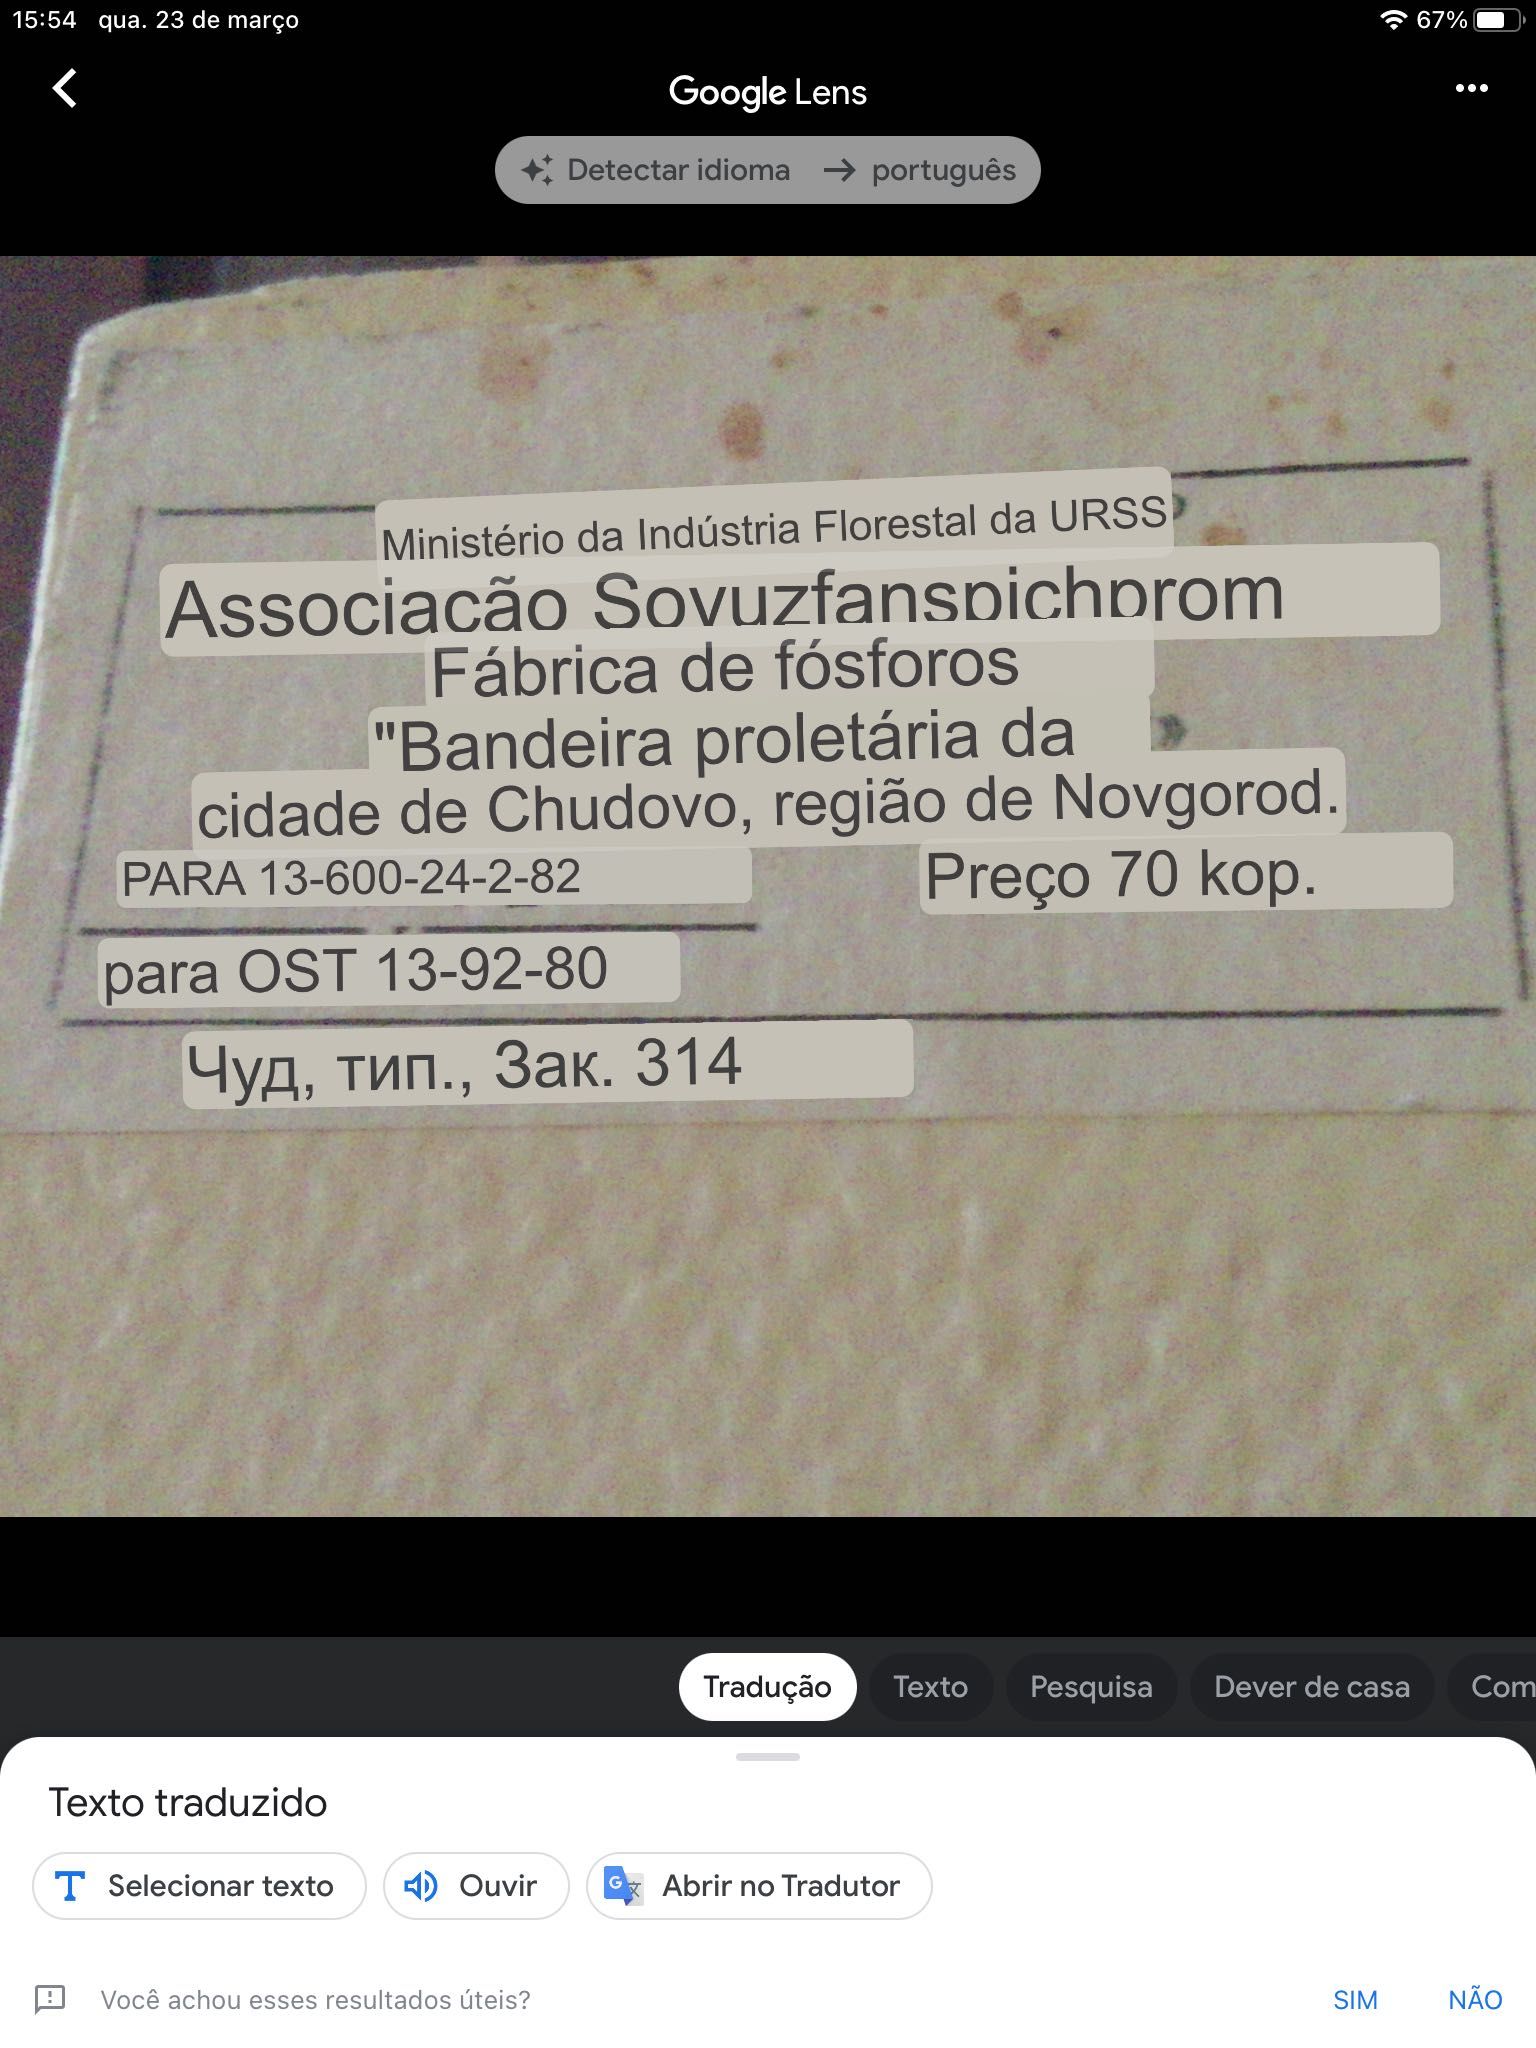 15:54 qua. 23 de março 67%
Google Lens
Detectar idioma → português
Ministério da Indústria Florestal da URSS
Associação Soyuzfanspichprom
Fábrica de fósforos
"Bandeira proletária da
»
cidade de Chudovo, região de Novgorod.
PARA 13-600-24-2-82 Preço 70 kop.
para OST 13-92-80
Чуд, тип., Зак. 314
Tradução Texto Pesquisa Dever de casa Com
Texto traduzido
Selecionar texto Ouvir Abrir no Tradutor
Você achou esses resultados úteis? SIM NÃO